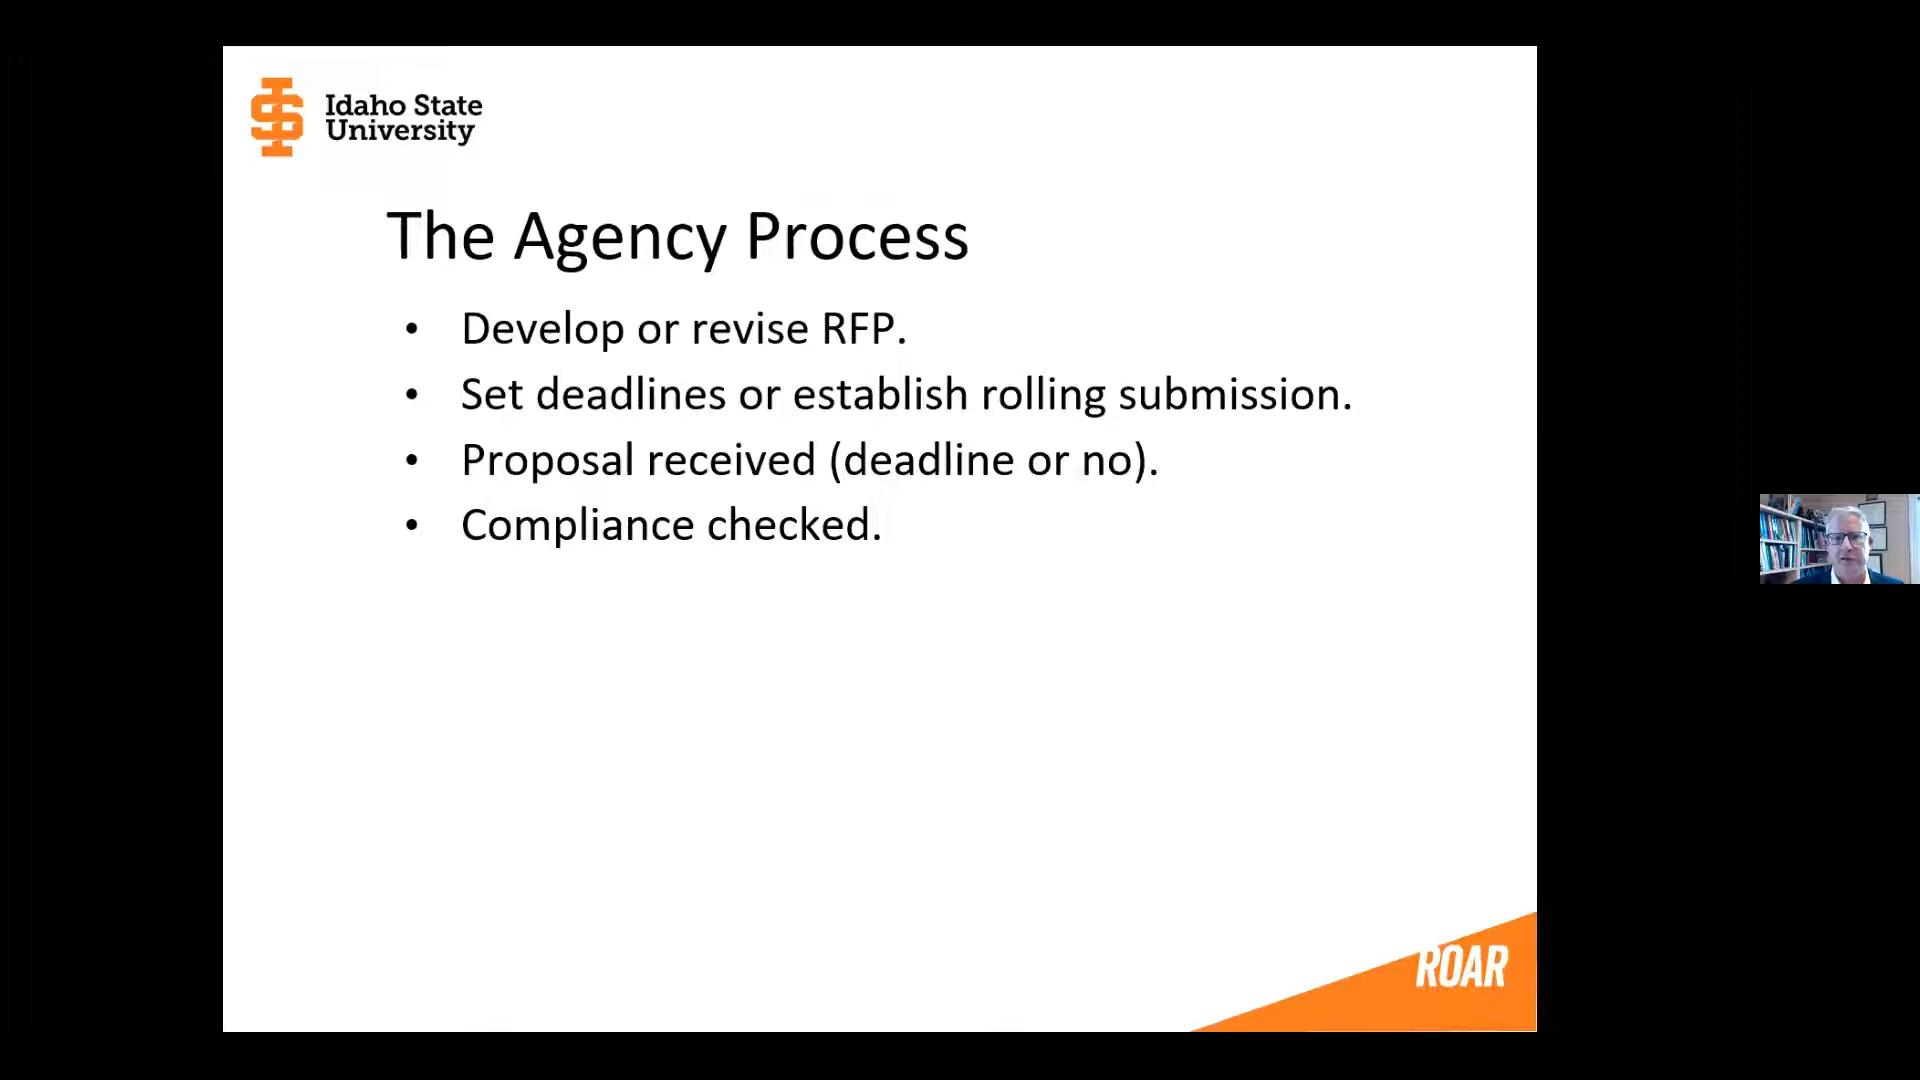 Idaho State
University
The Agency Process
• Develop or revise RFP.
• Set deadlines or establish rolling submission.
• Proposal received (deadline or no).
• Compliance checked.
ROAR